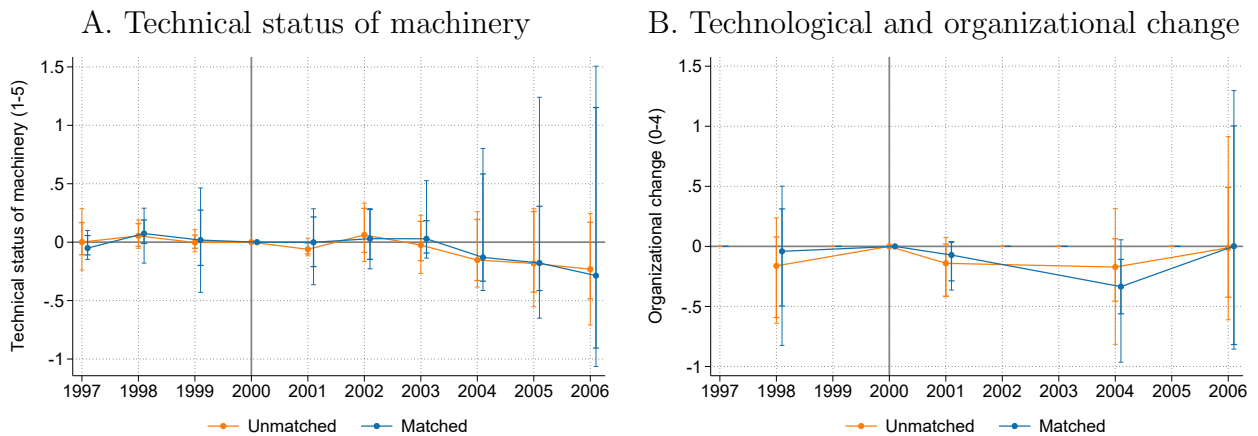 A. Technical status of machinery
Technical status of machinery (1-5)
1.5
1
.5
0
-.5
-1
1997 1998 1999 2000 2001 2002 2003 2004 2005 2006
Unmatched Matched
B. Technological and organizational change
Organizational change (0-4)
1.5
1
.5
0
-.5
-1
1997 1998 1999 2000 2001 2002 2003 2004 2005 2006
Unmatched Matched